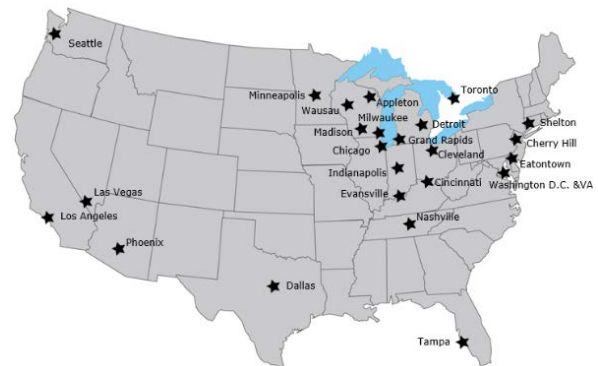 Seattle
Minneapolis
Wausau
Appleton
Toronto
Milwaukee
Madison
Detroit
Shelton
Grand Rapids
Cherry Hill
Chicago
Cleveland
Eatontown
Indianapolis
Cincinnati
Washington D.C. &VA
Las Vegas
Evansville
Los Angeles
Nashville
Phoenix
Dallas
Tampa